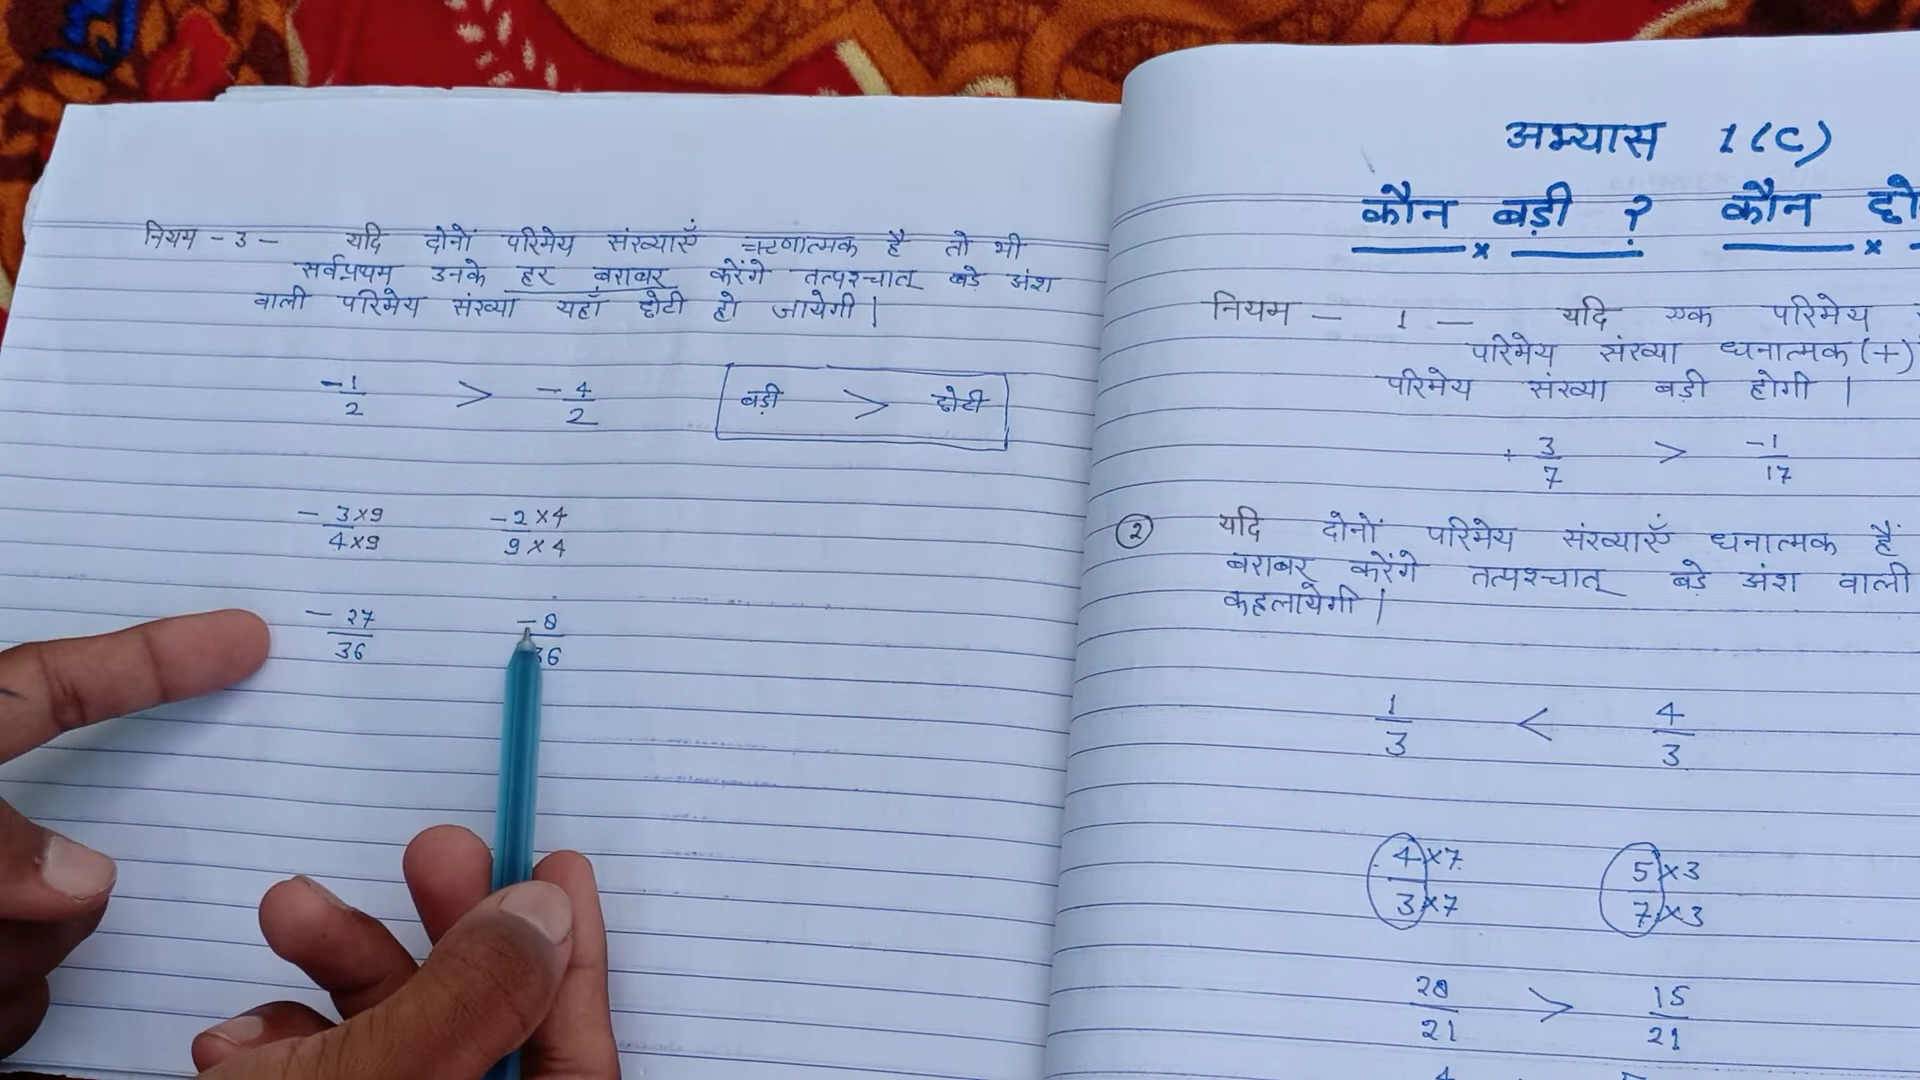 नियम - 3 - यदि दोनों परिमेय संख्याएँ ऋणात्मक है तो भी
सर्वप्रथम उनके हर बराबर करेंगे तत्पश्चात् बड़े अंश
वाली परिमेय संख्या यहाँ छोटी हो जायेगी।
-1/2 > -4/2
बड़ी > छोटी
-3×9/4×9 -2×4/9×4
-27/36 -8/36
अभ्यास 1(C)
कौन बड़ी ? कौन छो
नियम - 1 - यदि एक परिमेय
परिमेय संख्या धनात्मक (+)
परिमेय संख्या बड़ी होगी।
+3/7 > -1/17
② यदि दोनों परिमेय संख्याएँ धनात्मक हैं
बराबर करेंगे तत्पश्चात् बड़े अंश वाली
कहलायेगी।
1/3 < 4/3
4×7/3×7 5×3/7×3
28/21 > 15/21